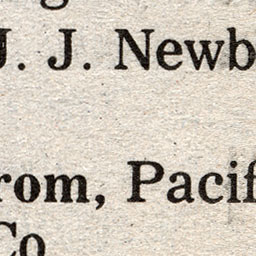 J. J. Newb
rom, Pacif
Co